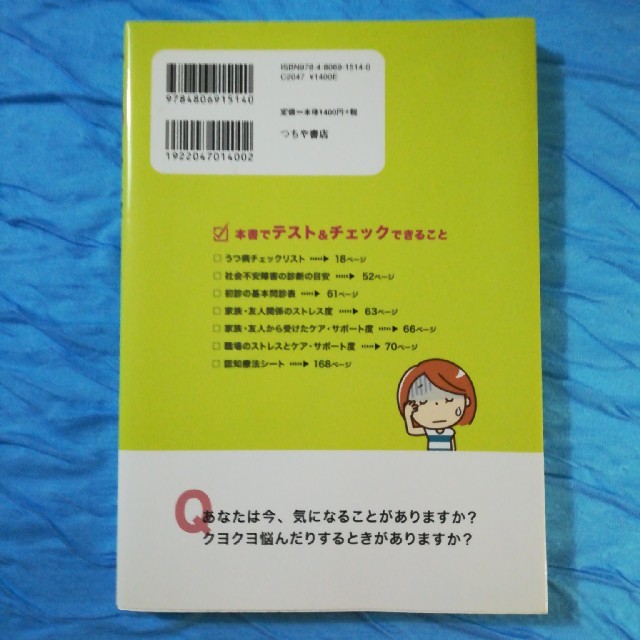 ISBN978-4-8069-1514-0
C2047 ¥1400E
9784806915140
定価=本体1400円+税
つちや書店
1922047014002
本書でテスト&チェックできること
□うつ病チェックリスト ┅┅▶ 18ページ
□社会不安障害の診断の目安 ┅┅▶ 52ページ
□初診の基本問診表 ┅┅▶ 61ページ
□家族・友人関係のストレス度 ┅┅▶ 63ページ
□家族・友人から受けたケア・サポート度 ┅┅▶ 66ページ
□職場のストレスとケア・サポート度 ┅┅▶ 70ページ
□認知療法シート ┅┅▶ 168ページ
Q あなたは今、気になることがありますか?
クヨクヨ悩んだりするときがありますか?